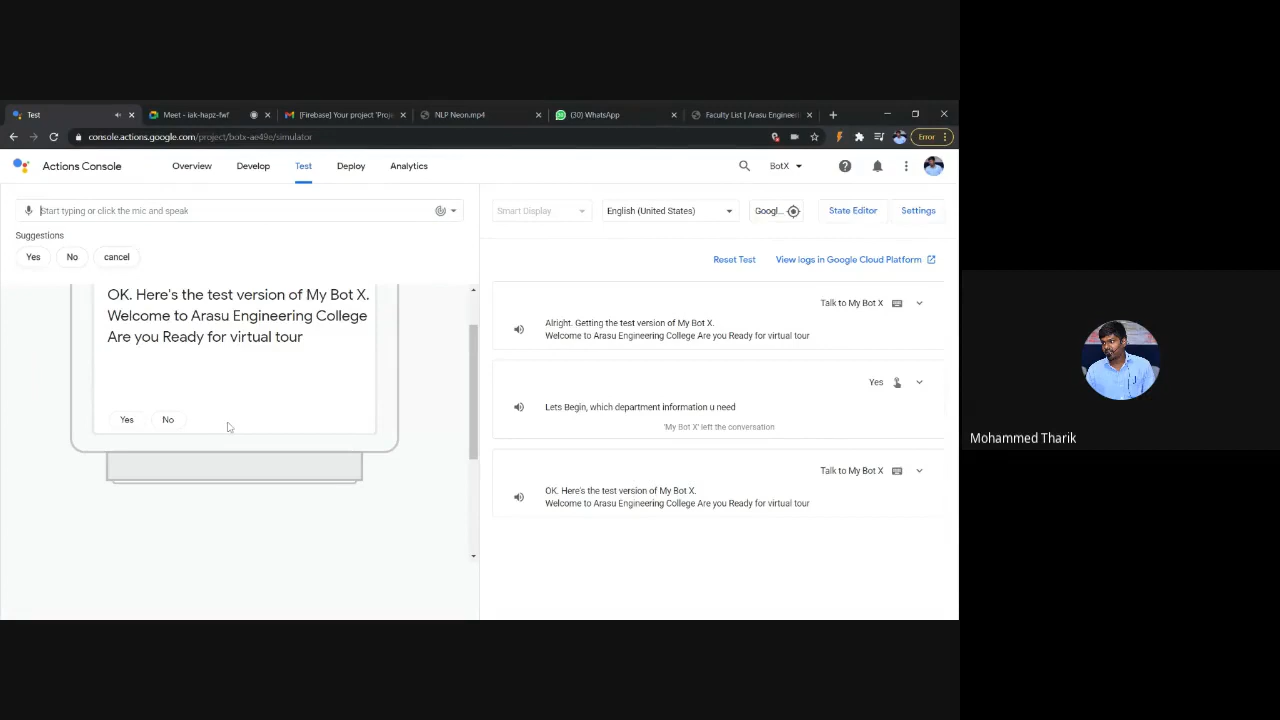 Test
Meet - iak-hapz-fwf
[Firebase] Your project 'Proje
NLP Neon.mp4
(30) WhatsApp
Faculty List | Arasu Engineerin
console.actions.google.com/project/botx-ae49e/simulator
Error
Actions Console
Overview
Develop
Test
Deploy
Analytics
BotX
Start typing or click the mic and speak
Smart Display
English (United States)
Googl...
State Editor
Settings
Suggestions
Yes
No
cancel
Reset Test
View logs in Google Cloud Platform
OK. Here's the test version of My Bot X.
Welcome to Arasu Engineering College
Are you Ready for virtual tour
Yes
No
Talk to My Bot X
Alright. Getting the test version of My Bot X.
Welcome to Arasu Engineering College Are you Ready for virtual tour
Yes
Lets Begin, which department information u need
'My Bot X' left the conversation
Talk to My Bot X
OK. Here's the test version of My Bot X.
Welcome to Arasu Engineering College Are you Ready for virtual tour
Mohammed Tharik